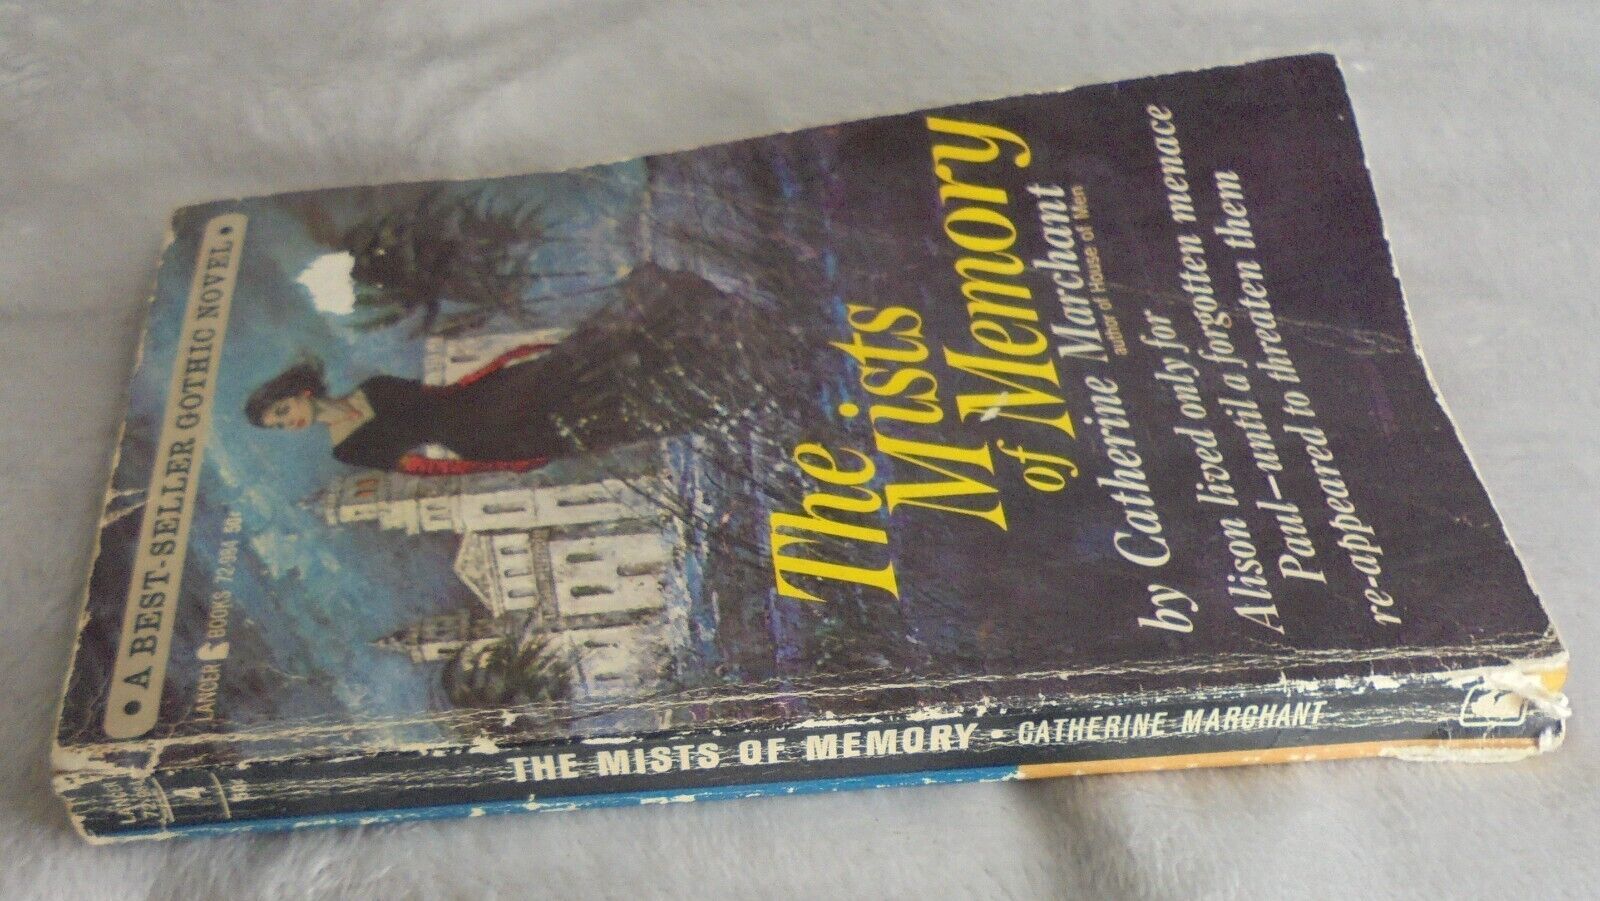 • A BEST-SELLER GOTHIC NOVEL •
LANCER BOOKS 72-994 50¢
The
Mists
of Memory
by Catherine Marchant
author of House of Men
Alison lived only for
Paul—until a forgotten menace
re-appeared to threaten them
THE MISTS OF MEMORY • CATHERINE MARCHANT